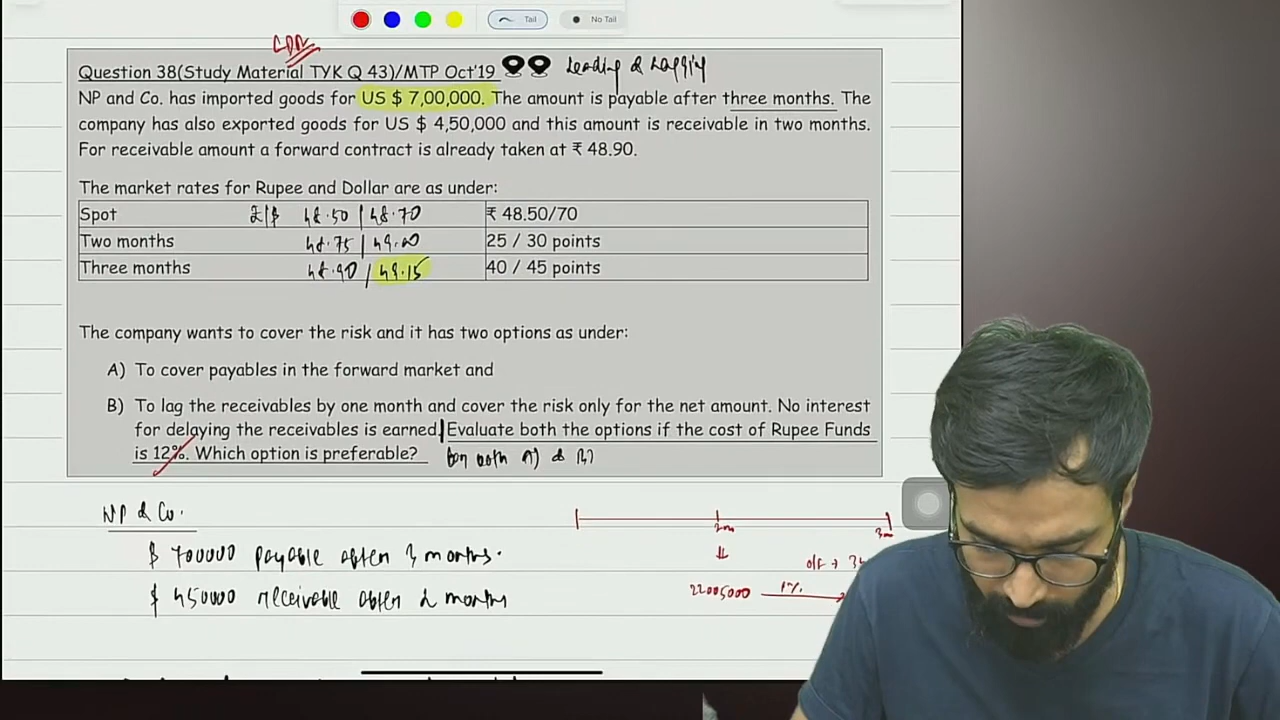 Tail
No Tail
Question 38(Study Material TYK Q 43)/MTP Oct'19 Leading & Lagging
NP and Co. has imported goods for US $ 7,00,000. The amount is payable after three months. The
company has also exported goods for US $ 4,50,000 and this amount is receivable in two months.
For receivable amount a forward contract is already taken at ₹ 48.90.
The market rates for Rupee and Dollar are as under:
Spot ₹/$ 48.50 / 48.70 ₹ 48.50/70
Two months 48.75 / 49.00 25 / 30 points
Three months 48.90 / 49.15 40 / 45 points
The company wants to cover the risk and it has two options as under:
A) To cover payables in the forward market and
B) To lag the receivables by one month and cover the risk only for the net amount. No interest
for delaying the receivables is earned. Evaluate both the options if the cost of Rupee Funds
is 12%. Which option is preferable? for both A) & B)
NP & Co.
2m 3m
$ 700000 payable after 3 months.
O/F →
22005000 1%
$ 450000 receivable after 2 months